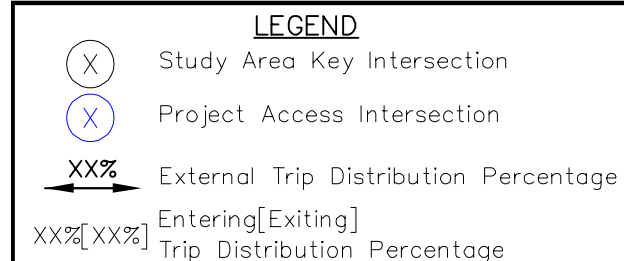 LEGEND
X Study Area Key Intersection
X Project Access Intersection
XX% External Trip Distribution Percentage
XX%[XX%] Entering[Exiting]
Trip Distribution Percentage